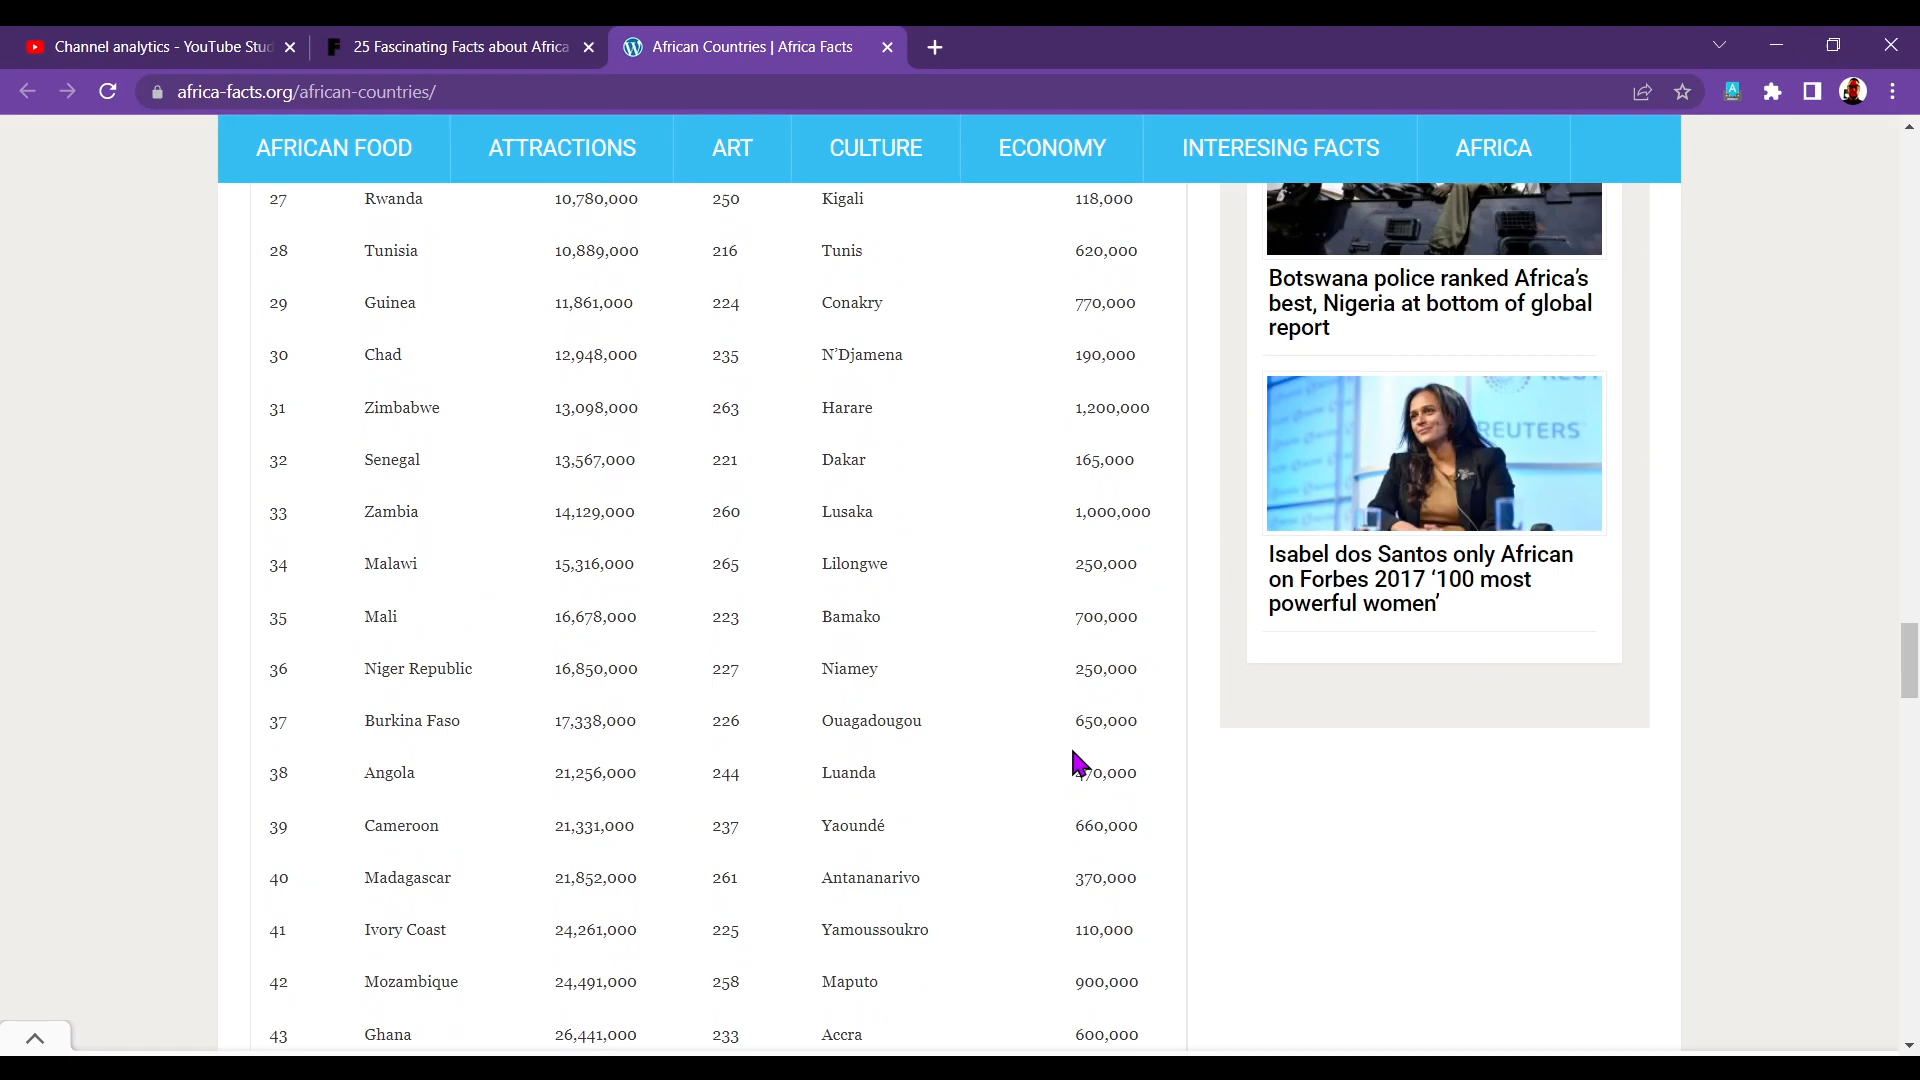 Channel analytics - YouTube Stud
25 Fascinating Facts about Africa
African Countries | Africa Facts
africa-facts.org/african-countries/
AFRICAN FOOD ATTRACTIONS ART CULTURE ECONOMY INTERESING FACTS AFRICA
27 Rwanda 10,780,000 250 Kigali 118,000
28 Tunisia 10,889,000 216 Tunis 620,000
29 Guinea 11,861,000 224 Conakry 770,000
30 Chad 12,948,000 235 N’Djamena 190,000
31 Zimbabwe 13,098,000 263 Harare 1,200,000
32 Senegal 13,567,000 221 Dakar 165,000
33 Zambia 14,129,000 260 Lusaka 1,000,000
34 Malawi 15,316,000 265 Lilongwe 250,000
35 Mali 16,678,000 223 Bamako 700,000
36 Niger Republic 16,850,000 227 Niamey 250,000
37 Burkina Faso 17,338,000 226 Ouagadougou 650,000
38 Angola 21,256,000 244 Luanda
39 Cameroon 21,331,000 237 Yaoundé 660,000
40 Madagascar 21,852,000 261 Antananarivo 370,000
41 Ivory Coast 24,261,000 225 Yamoussoukro 110,000
42 Mozambique 24,491,000 258 Maputo 900,000
43 Ghana 26,441,000 233 Accra 600,000
Botswana police ranked Africa’s
best, Nigeria at bottom of global
report
REUTERS
Isabel dos Santos only African
on Forbes 2017 ‘100 most
powerful women’